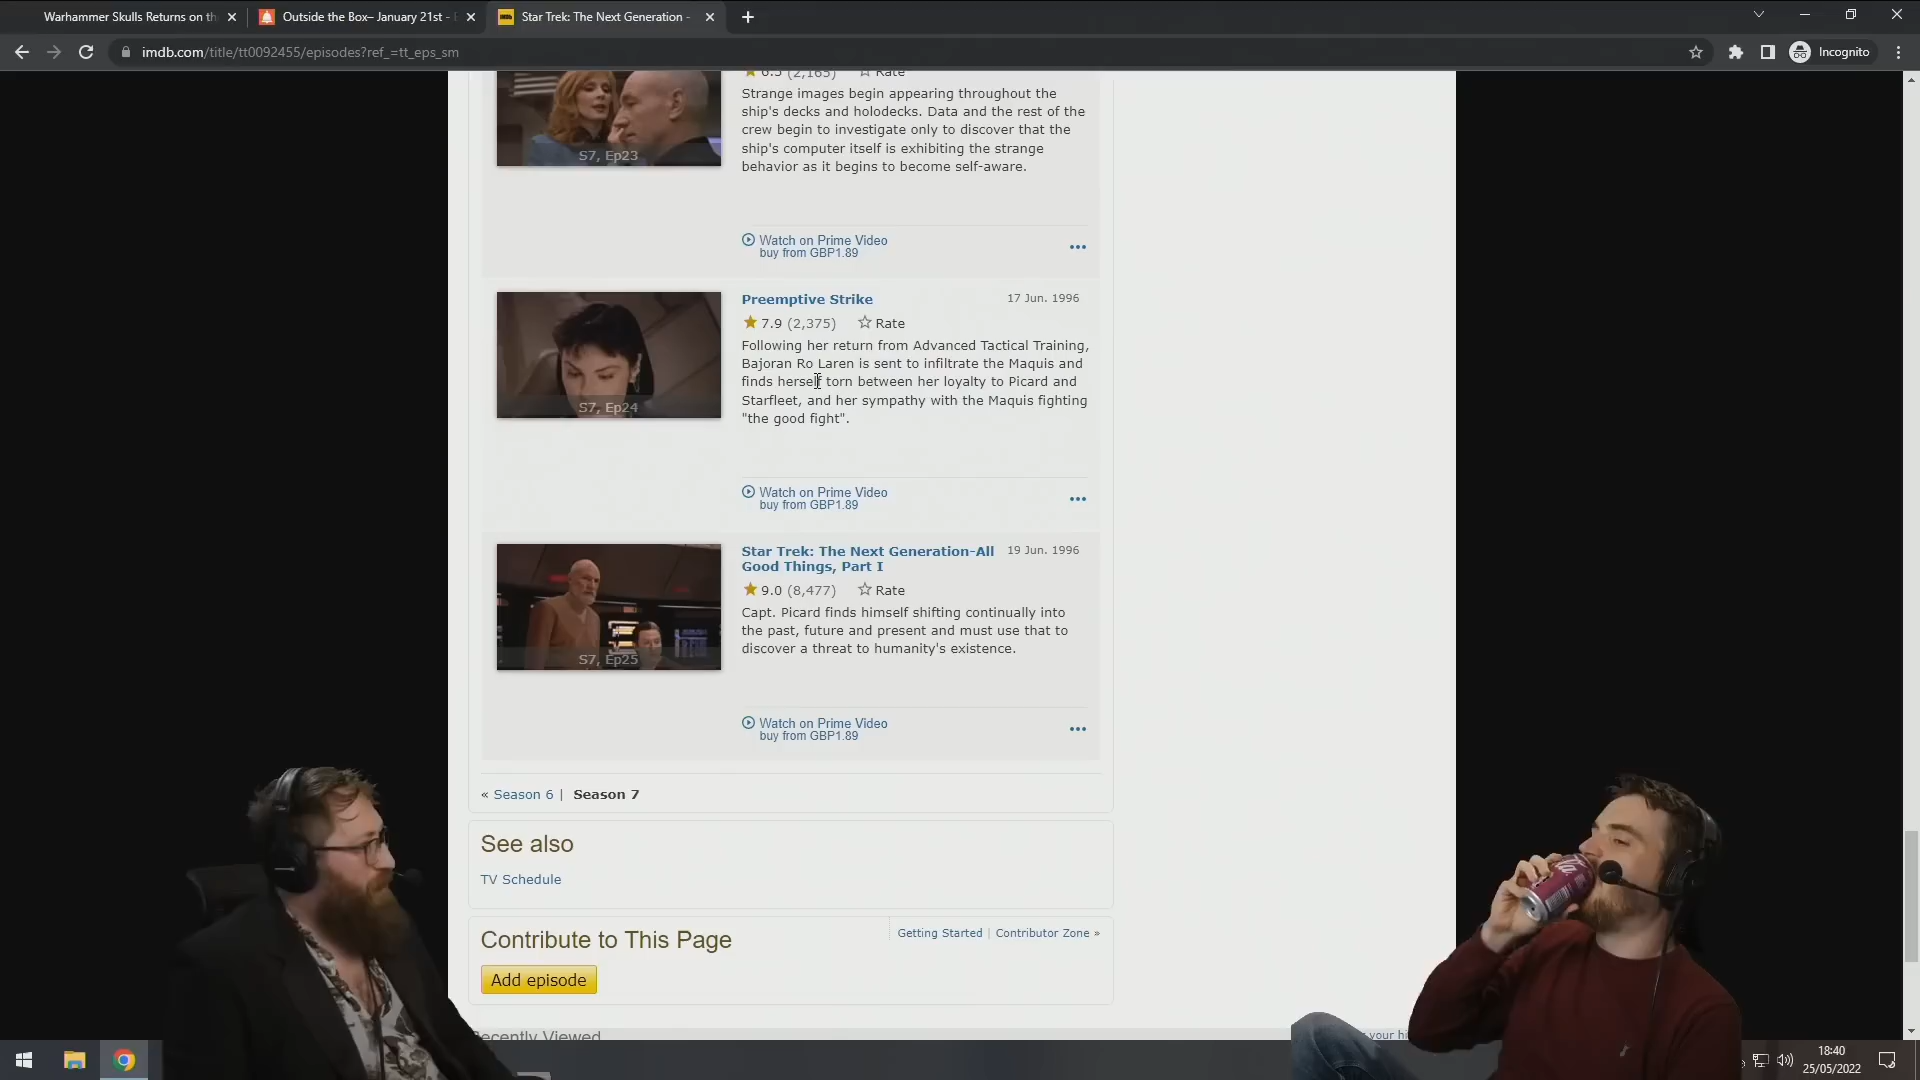 Warhammer Skulls Returns on th
Outside the Box– January 21st -
Star Trek: The Next Generation -
imdb.com/title/tt0092455/episodes?ref_=tt_eps_sm
Incognito
6.5 (2,165) Rate
Strange images begin appearing throughout the
ship's decks and holodecks. Data and the rest of the
crew begin to investigate only to discover that the
ship's computer itself is exhibiting the strange
behavior as it begins to become self-aware.
S7, Ep23
Watch on Prime Video
buy from GBP1.89
Preemptive Strike 17 Jun. 1996
7.9 (2,375) Rate
Following her return from Advanced Tactical Training,
Bajoran Ro Laren is sent to infiltrate the Maquis and
finds herself torn between her loyalty to Picard and
Starfleet, and her sympathy with the Maquis fighting
"the good fight".
S7, Ep24
Watch on Prime Video
buy from GBP1.89
Star Trek: The Next Generation-All 19 Jun. 1996
Good Things, Part I
9.0 (8,477) Rate
Capt. Picard finds himself shifting continually into
the past, future and present and must use that to
discover a threat to humanity's existence.
S7, Ep25
Watch on Prime Video
buy from GBP1.89
« Season 6 | Season 7
See also
TV Schedule
Contribute to This Page
Getting Started | Contributor Zone »
Add episode
Recently Viewed
your hi
18:40
25/05/2022